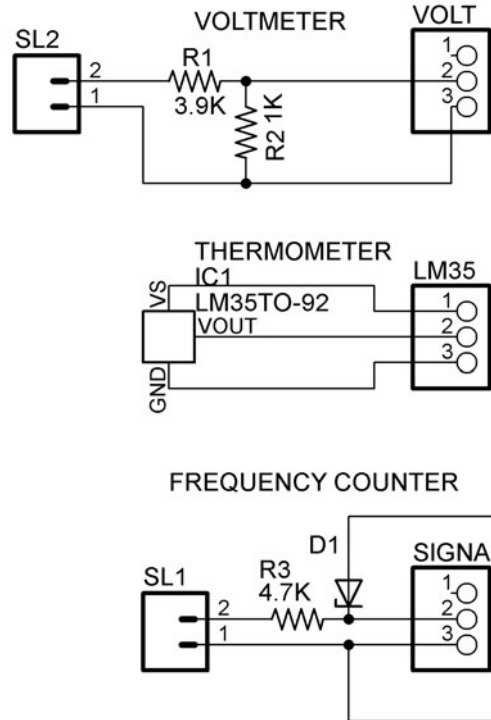 VOLTMETER
VOLT
SL2
R1
2
3.9K
1
R2 1K
1
2
3
THERMOMETER
IC1
LM35
VS
LM35TO-92
VOUT
GND
1
2
3
FREQUENCY COUNTER
D1
SIGNA
SL1
R3
4.7K
2
1
1
2
3